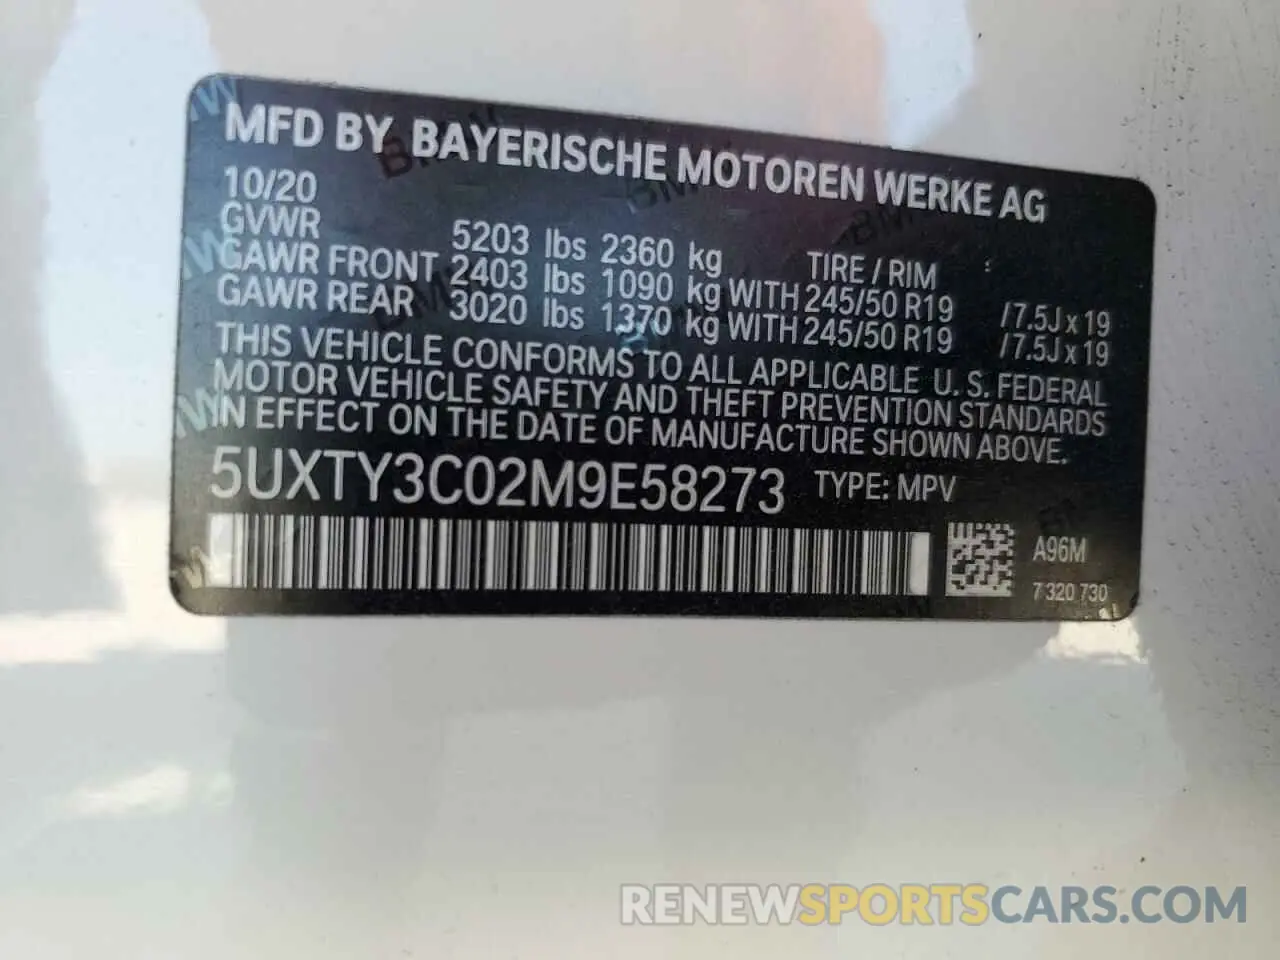 MFD BY BAYERISCHE MOTOREN WERKE AG
10/20
GVWR 5203 lbs 2360 kg TIRE / RIM
GAWR FRONT 2403 lbs 1090 kg WITH 245/50 R19 /7.5J x 19
GAWR REAR 3020 lbs 1370 kg WITH 245/50 R19 /7.5J x 19
THIS VEHICLE CONFORMS TO ALL APPLICABLE U. S. FEDERAL
MOTOR VEHICLE SAFETY AND THEFT PREVENTION STANDARDS
IN EFFECT ON THE DATE OF MANUFACTURE SHOWN ABOVE.
5UXTY3C02M9E58273 TYPE: MPV
A96M
7 320 730
RENEWSPORTSCARS.COM